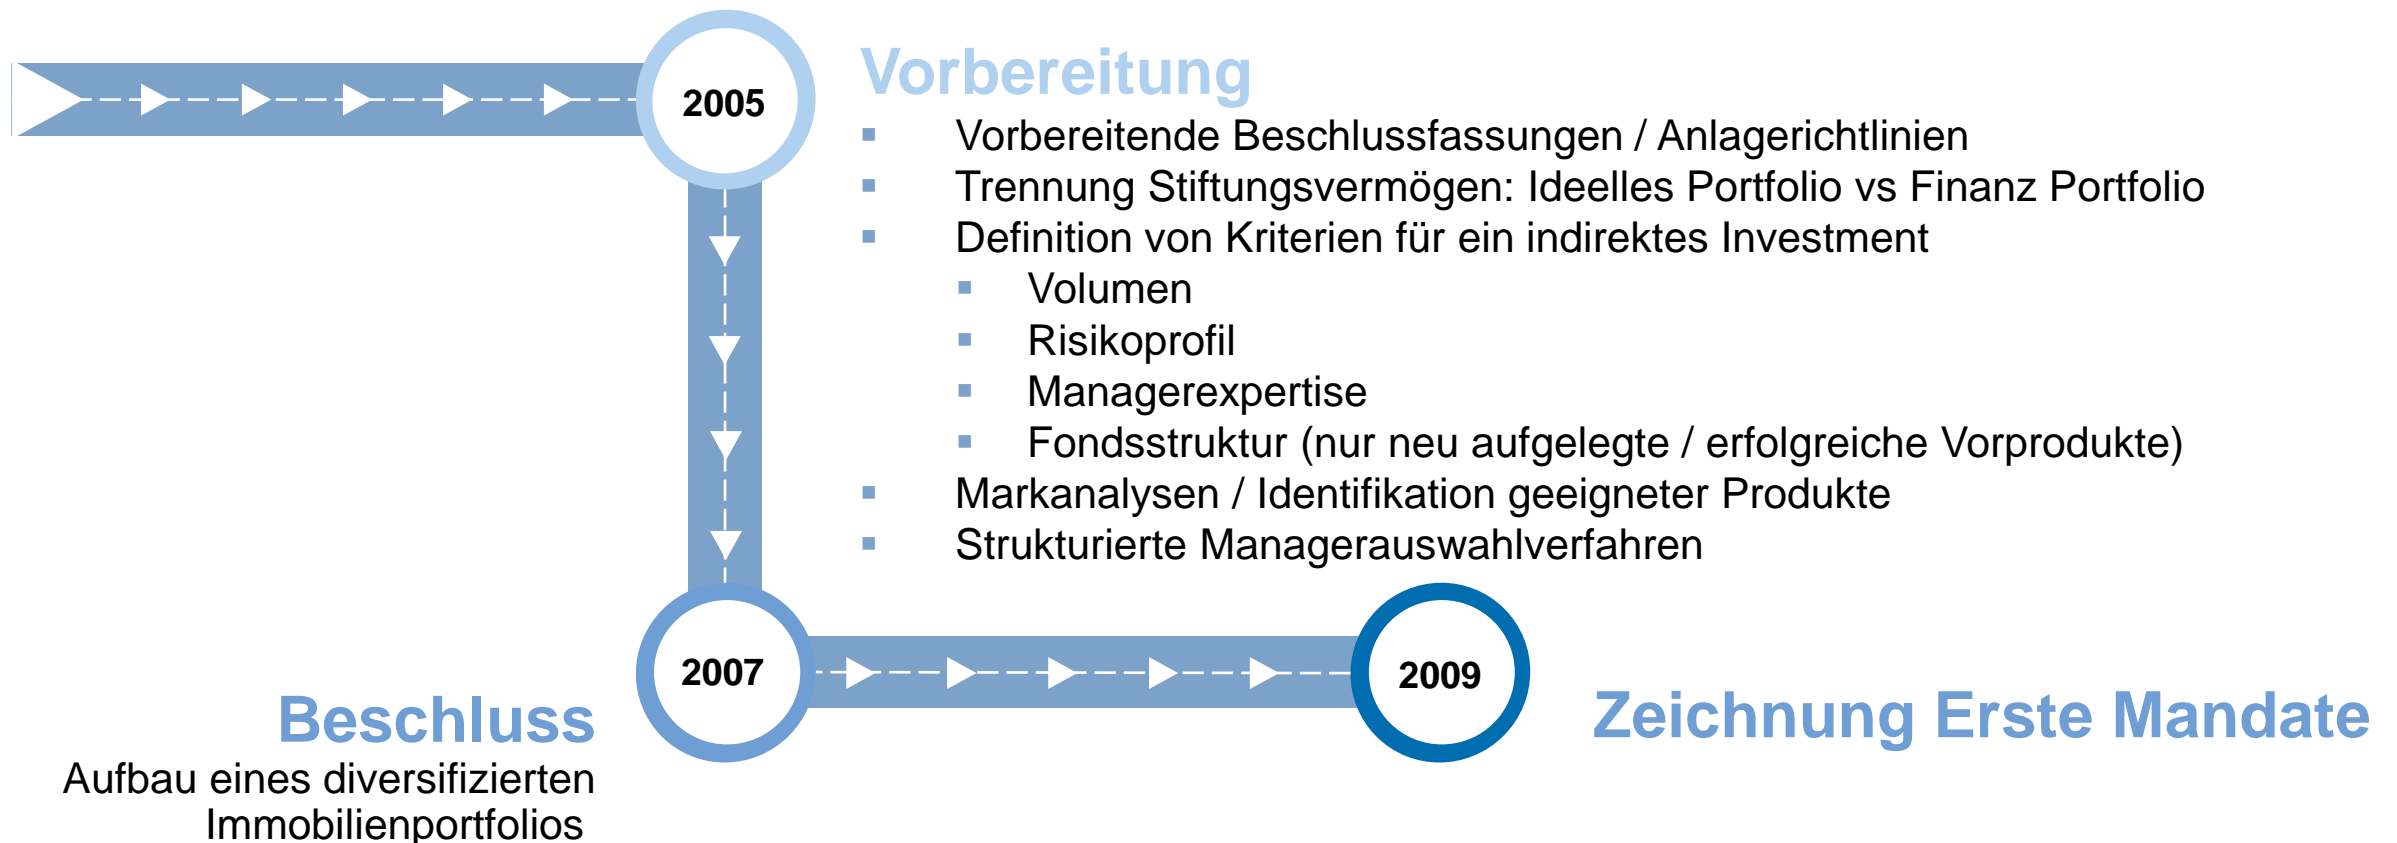 2005
Vorbereitung
▪ Vorbereitende Beschlussfassungen / Anlagerichtlinien
▪ Trennung Stiftungsvermögen: Ideelles Portfolio vs Finanz Portfolio
▪ Definition von Kriterien für ein indirektes Investment
▪ Volumen
▪ Risikoprofil
▪ Managerexpertise
▪ Fondsstruktur (nur neu aufgelegte / erfolgreiche Vorprodukte)
▪ Markanalysen / Identifikation geeigneter Produkte
▪ Strukturierte Managerauswahlverfahren
2007
Beschluss
Aufbau eines diversifizierten
Immobilienportfolios
2009
Zeichnung Erste Mandate